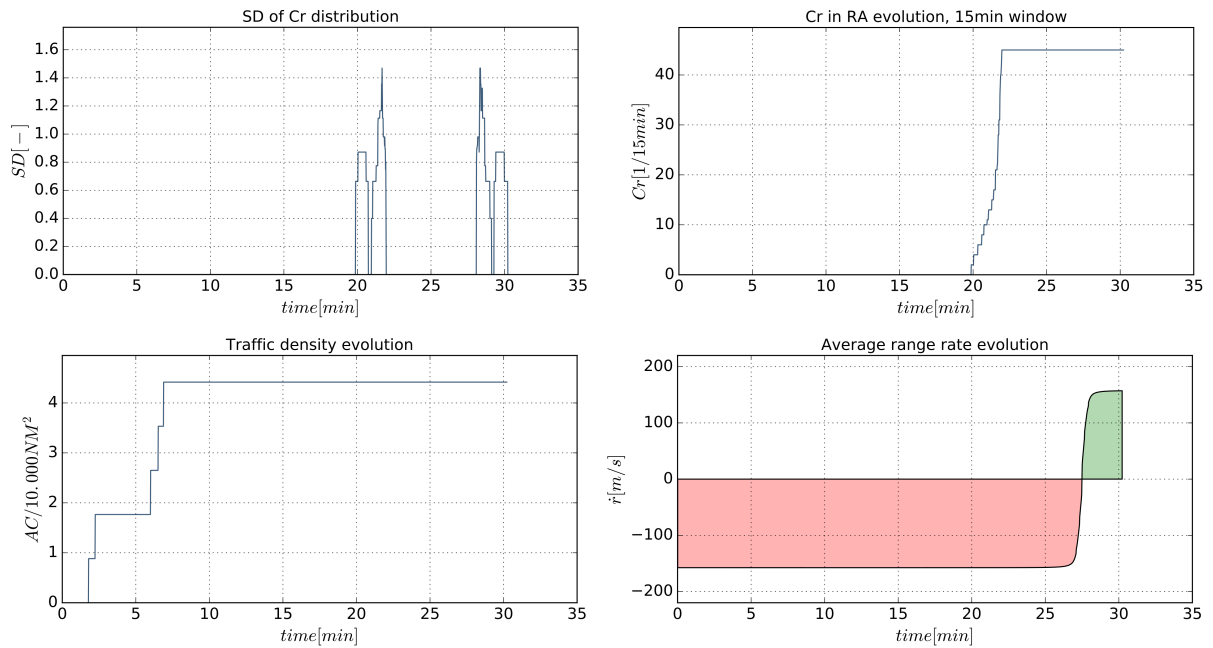 SD of Cr distribution
SD[−]
1.6
1.4
1.2
1.0
0.8
0.6
0.4
0.2
0.0
0 5 10 15 20 25 30 35
time[min]
Cr in RA evolution, 15min window
Cr[1/15min]
40
30
20
10
0
0 5 10 15 20 25 30 35
time[min]
Traffic density evolution
AC/10.000NM²
4
3
2
1
0
0 5 10 15 20 25 30 35
time[min]
Average range rate evolution
ṙ[m/s]
200
100
0
−100
−200
0 5 10 15 20 25 30 35
time[min]